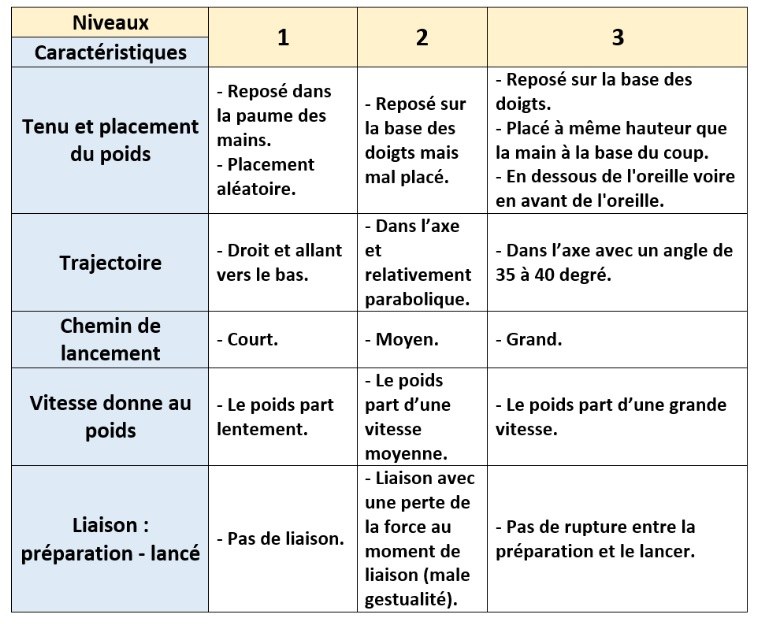 Niveaux
Caractéristiques
1
2
3
Tenu et placement
du poids
- Reposé dans
la paume des
mains.
- Placement
aléatoire.
- Reposé sur
la base des
doigts mais
mal placé.
- Reposé sur la base des
doigts.
- Placé à même hauteur que
la main à la base du coup.
- En dessous de l'oreille voire
en avant de l'oreille.
Trajectoire
- Droit et allant
vers le bas.
- Dans l’axe
et
relativement
parabolique.
- Dans l’axe avec un angle de
35 à 40 degré.
Chemin de
lancement
- Court.
- Moyen.
- Grand.
Vitesse donne au
poids
- Le poids part
lentement.
- Le poids
part d’une
vitesse
moyenne.
- Le poids part d’une grande
vitesse.
Liaison :
préparation - lancé
- Pas de liaison.
- Liaison avec
une perte de
la force au
moment de
liaison (male
gestualité).
- Pas de rupture entre la
préparation et le lancer.